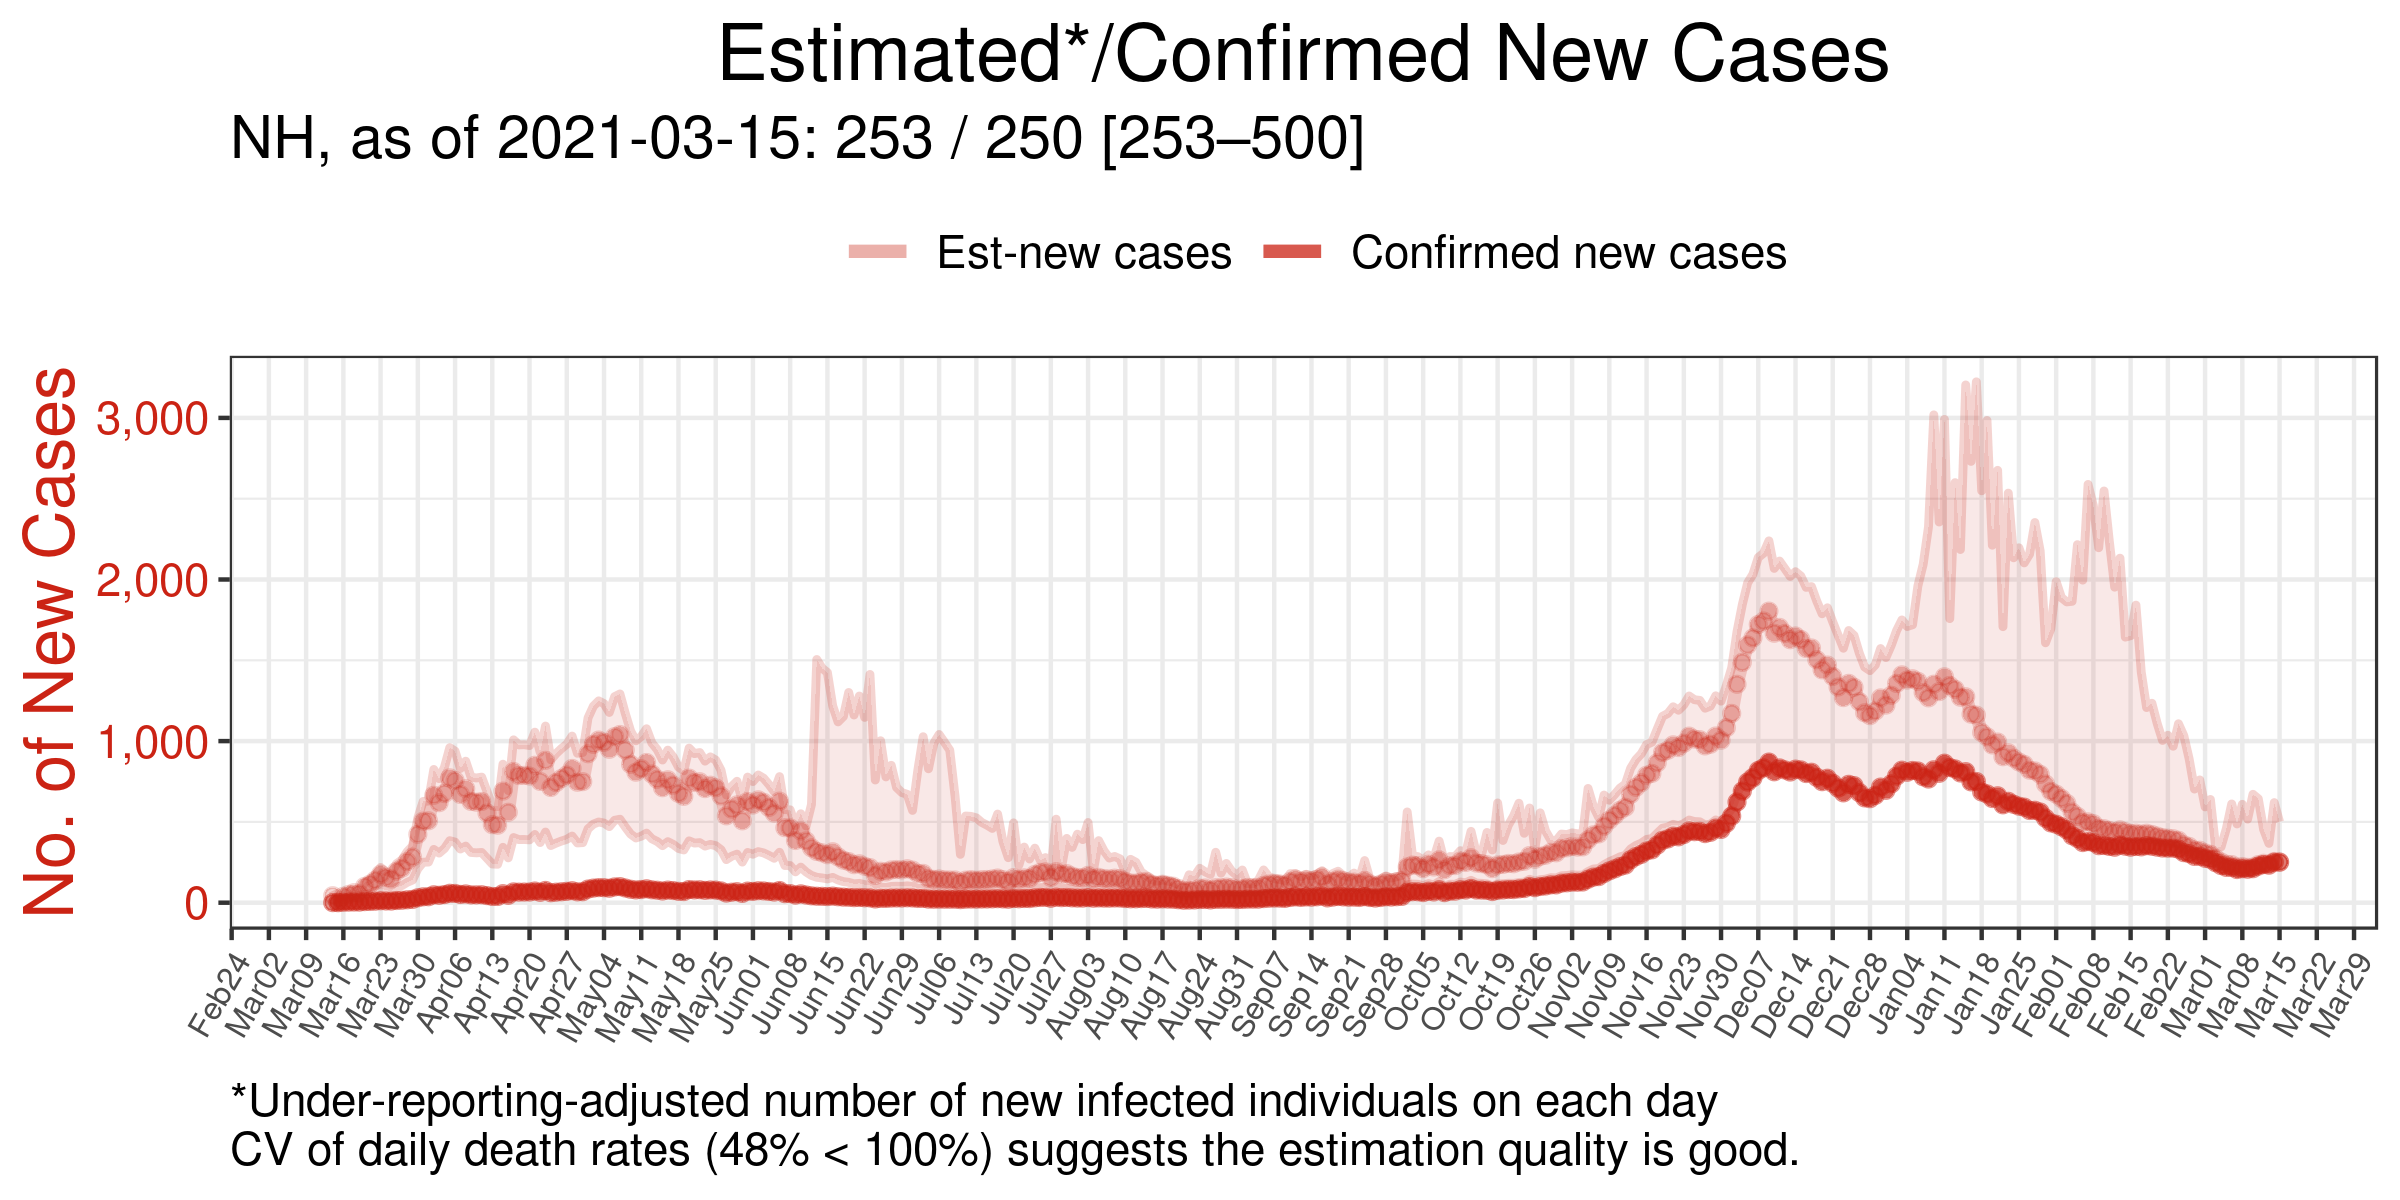 Estimated*/Confirmed New Cases
NH, as of 2021-03-15: 253 / 250 [253–500]
Est-new cases Confirmed new cases
No. of New Cases
3,000
2,000
1,000
0
Feb24 Mar02 Mar09 Mar16 Mar23 Mar30 Apr06 Apr13 Apr20 Apr27 May04 May11 May18 May25 Jun01 Jun08 Jun15 Jun22 Jun29 Jul06 Jul13 Jul20 Jul27 Aug03 Aug10 Aug17 Aug24 Aug31 Sep07 Sep14 Sep21 Sep28 Oct05 Oct12 Oct19 Oct26 Nov02 Nov09 Nov16 Nov23 Nov30 Dec07 Dec14 Dec21 Dec28 Jan04 Jan11 Jan18 Jan25 Feb01 Feb08 Feb15 Feb22 Mar01 Mar08 Mar15 Mar22 Mar29
*Under-reporting-adjusted number of new infected individuals on each day
CV of daily death rates (48% < 100%) suggests the estimation quality is good.